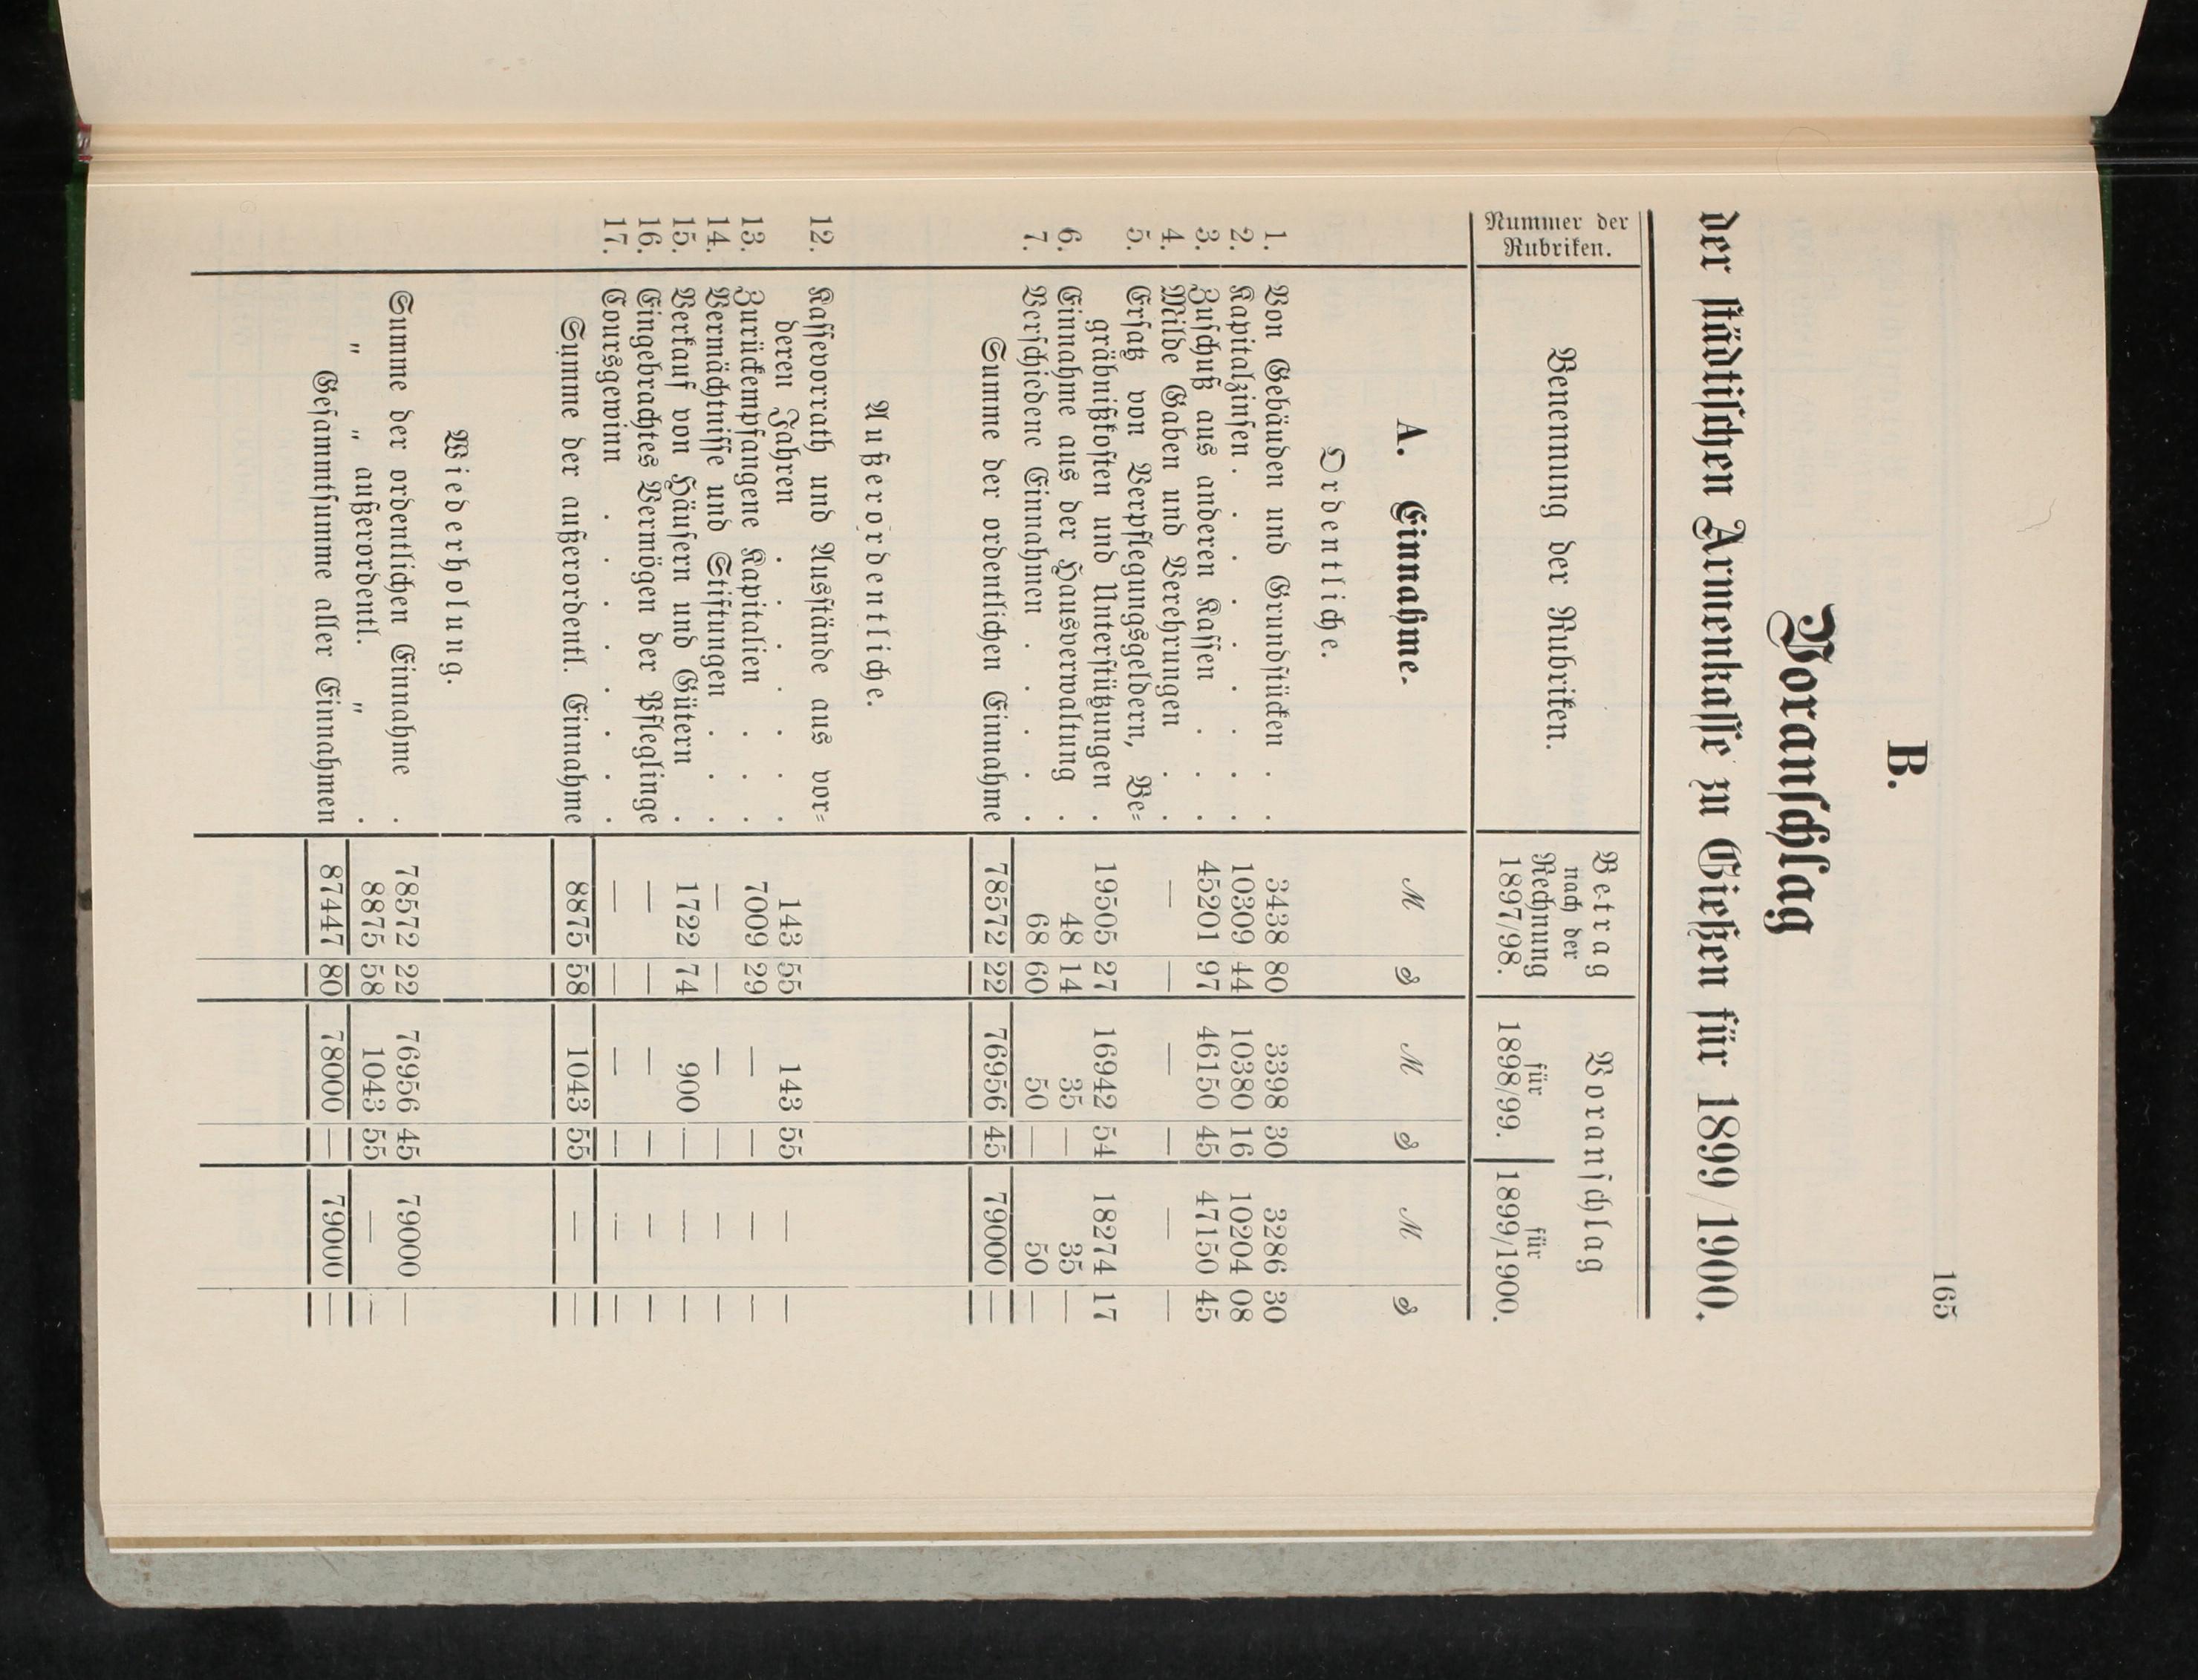 165
B.
Voranschlag
der städtischen Armenkasse zu Gießen für 1899/1900.
Nummer der Rubriken. Benennung der Rubriken. Betrag nach der Rechnung 1897/98. Voranschlag für 1898/99. für 1899/1900.
A. Einnahme. M ₰ M ₰ M ₰
Ordentliche.
1. Von Gebäuden und Grundstücken . . 3438 80 3398 30 3286 30
2. Kapitalzinsen . . . . . . . 10309 44 10380 16 10204 08
3. Zuschuß aus anderen Kassen . . . 45201 97 46150 45 47150 45
4. Milde Gaben und Verehrungen . . — — — — — —
5. Ersatz von Verpflegungsgeldern, Be-
gräbnißkosten und Unterstützungen . 19505 27 16942 54 18274 17
6. Einnahme aus der Hausverwaltung . 48 14 35 — 35 —
7. Verschiedene Einnahmen . . . . . 68 60 50 — 50 —
Summe der ordentlichen Einnahme 78572 22 76956 45 79000 —
Außerordentliche.
12. Kassevorrath und Ausstände aus vor-
deren Jahren . . . . . . . 143 55 143 55 — —
13. Zurückempfangene Kapitalien . . . 7009 29 — — — —
14. Vermächtnisse und Stiftungen . . . — — — — — —
15. Verkauf von Häusern und Gütern . . 1722 74 900 — — —
16. Eingebrachtes Vermögen der Pfleglinge — — — — — —
17. Coursgewinn . . . . . . . . — — — — — —
Summe der außerordentl. Einnahme 8875 58 1043 55 — —
Wiederholung.
Summe der ordentlichen Einnahme . 78572 22 76956 45 79000 —
" " außerordentl. " . 8875 58 1043 55 — —
Gesammtsumme aller Einnahmen 87447 80 78000 — 79000 —